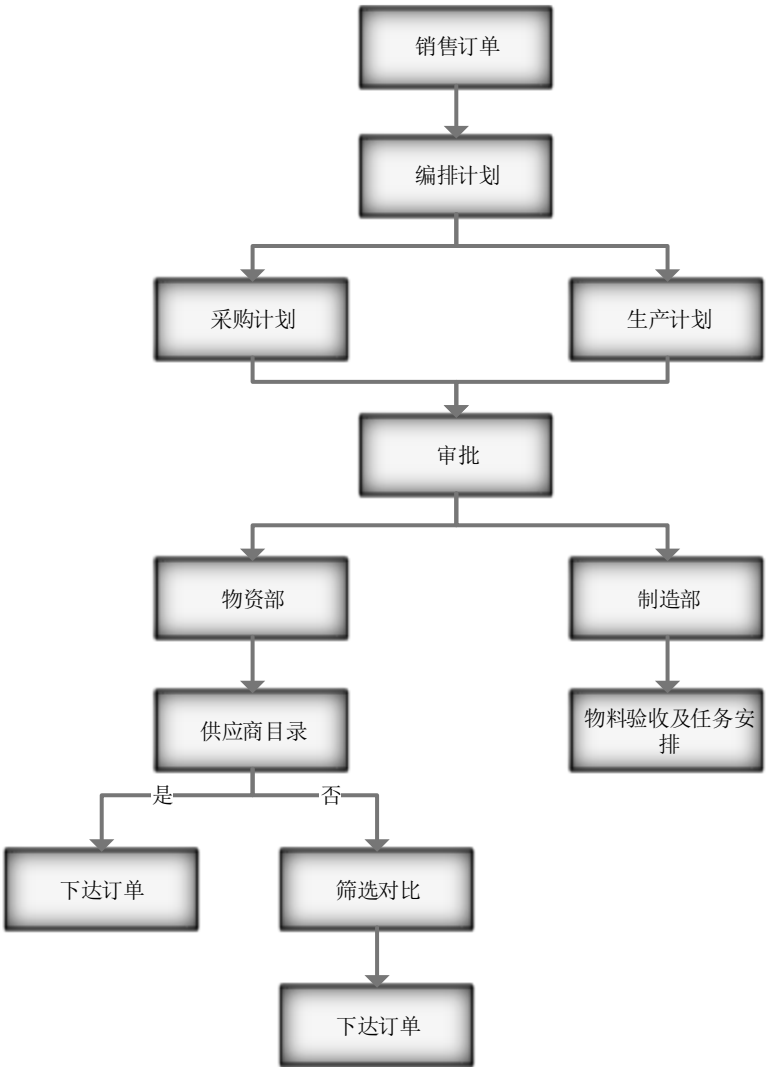 销售订单
编排计划
采购计划
生产计划
审批
物资部
制造部
供应商目录
物料验收及任务安
排
是
否
下达订单
筛选对比
下达订单